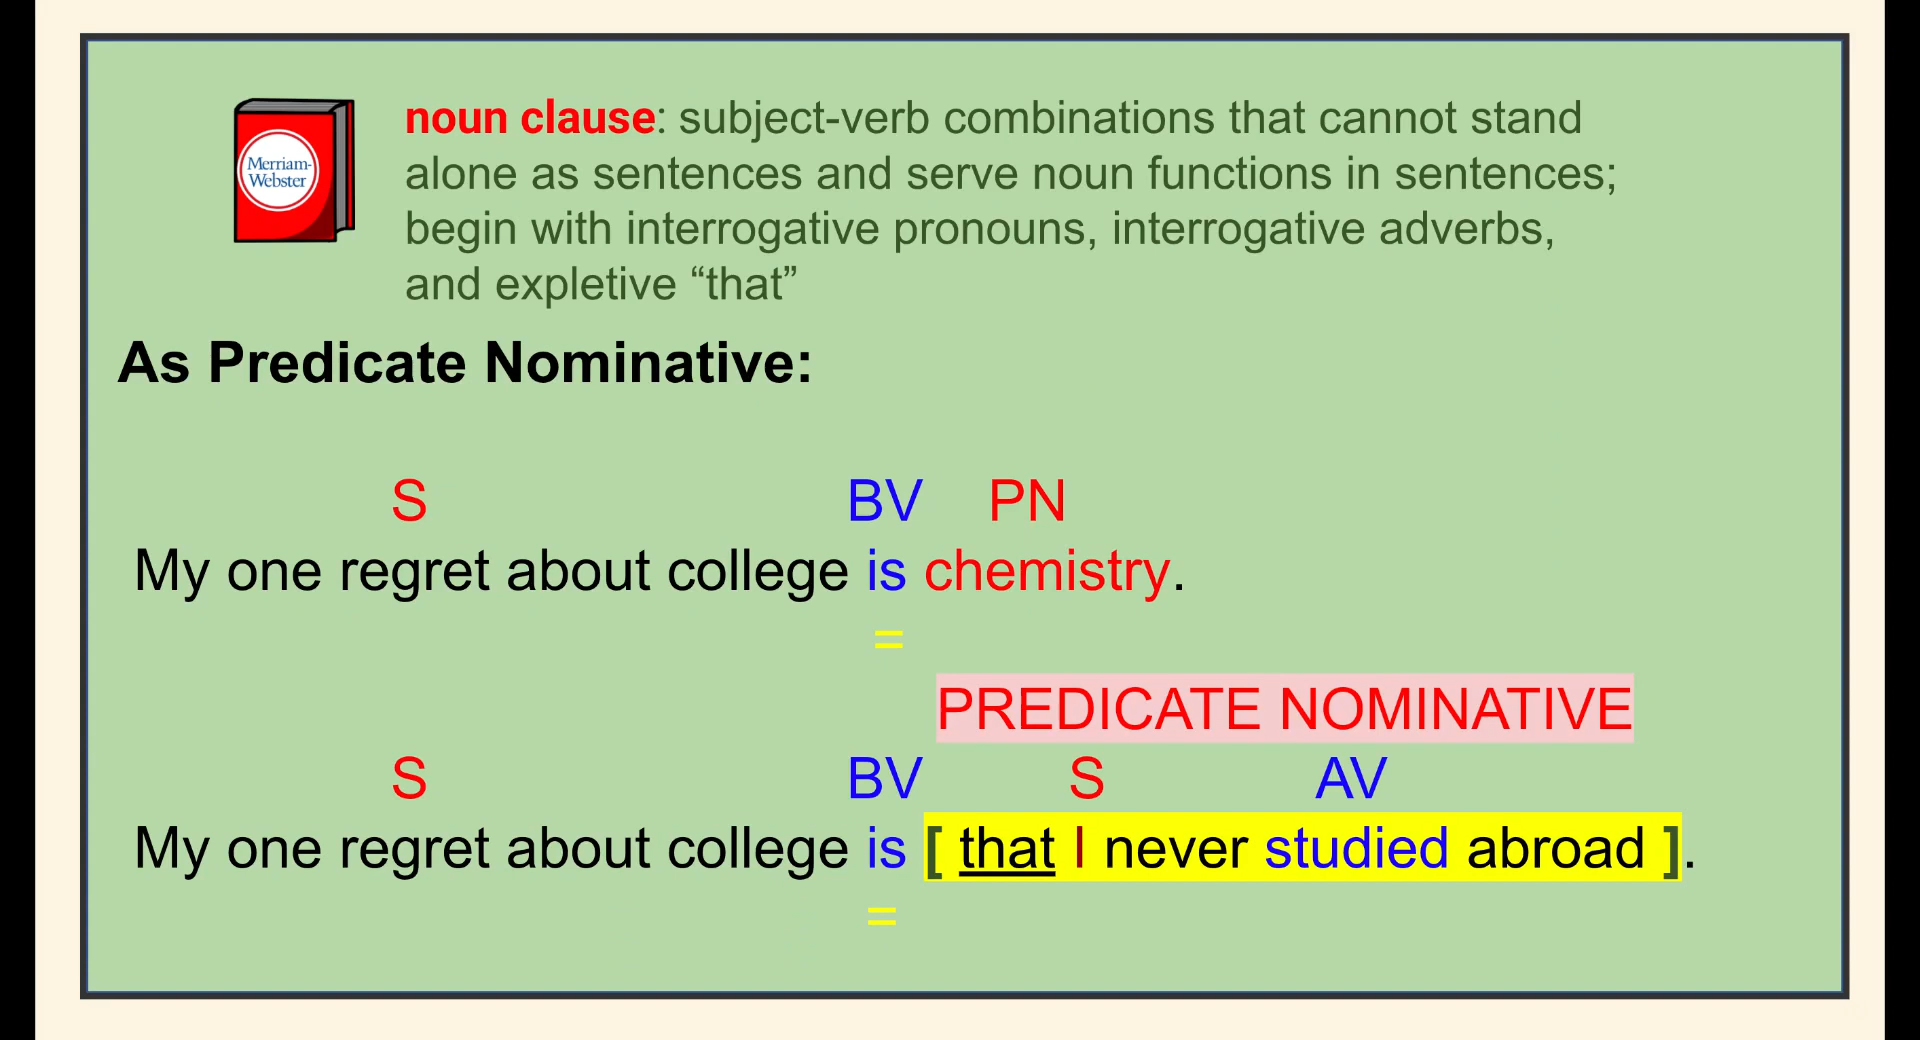 Merriam-
Webster
noun clause: subject-verb combinations that cannot stand
alone as sentences and serve noun functions in sentences;
begin with interrogative pronouns, interrogative adverbs,
and expletive “that”
As Predicate Nominative:
S BV PN
My one regret about college is chemistry.
=
PREDICATE NOMINATIVE
S BV S AV
My one regret about college is [ that I never studied abroad ].
=